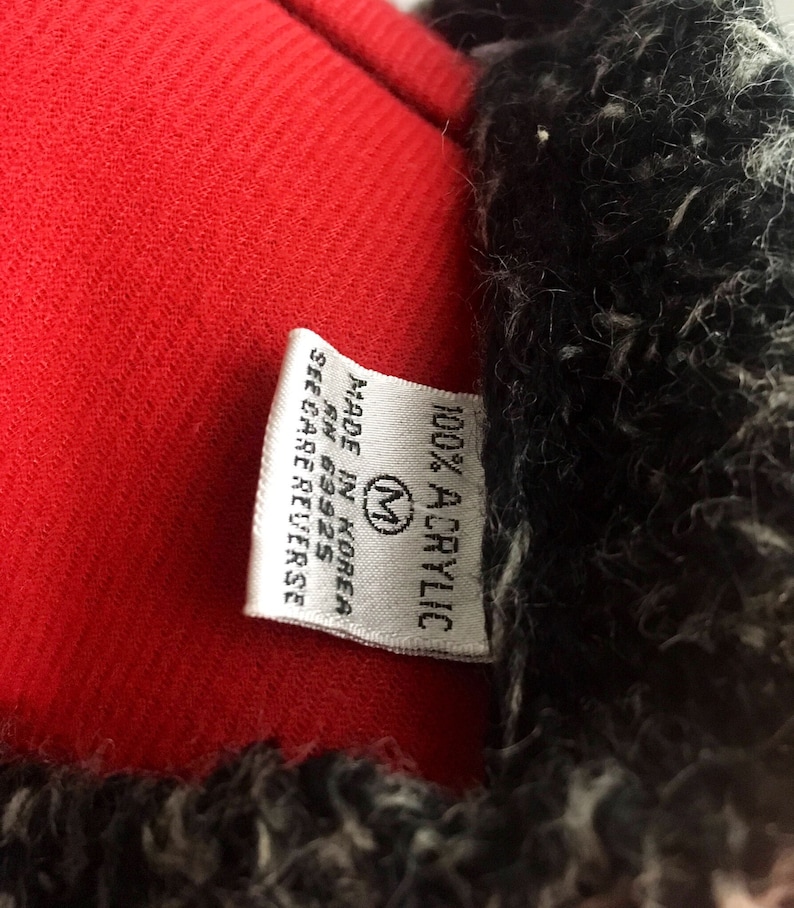 100% ACRYLIC
M
MADE IN KOREA
RN 69925
SEE CARE REVERSE